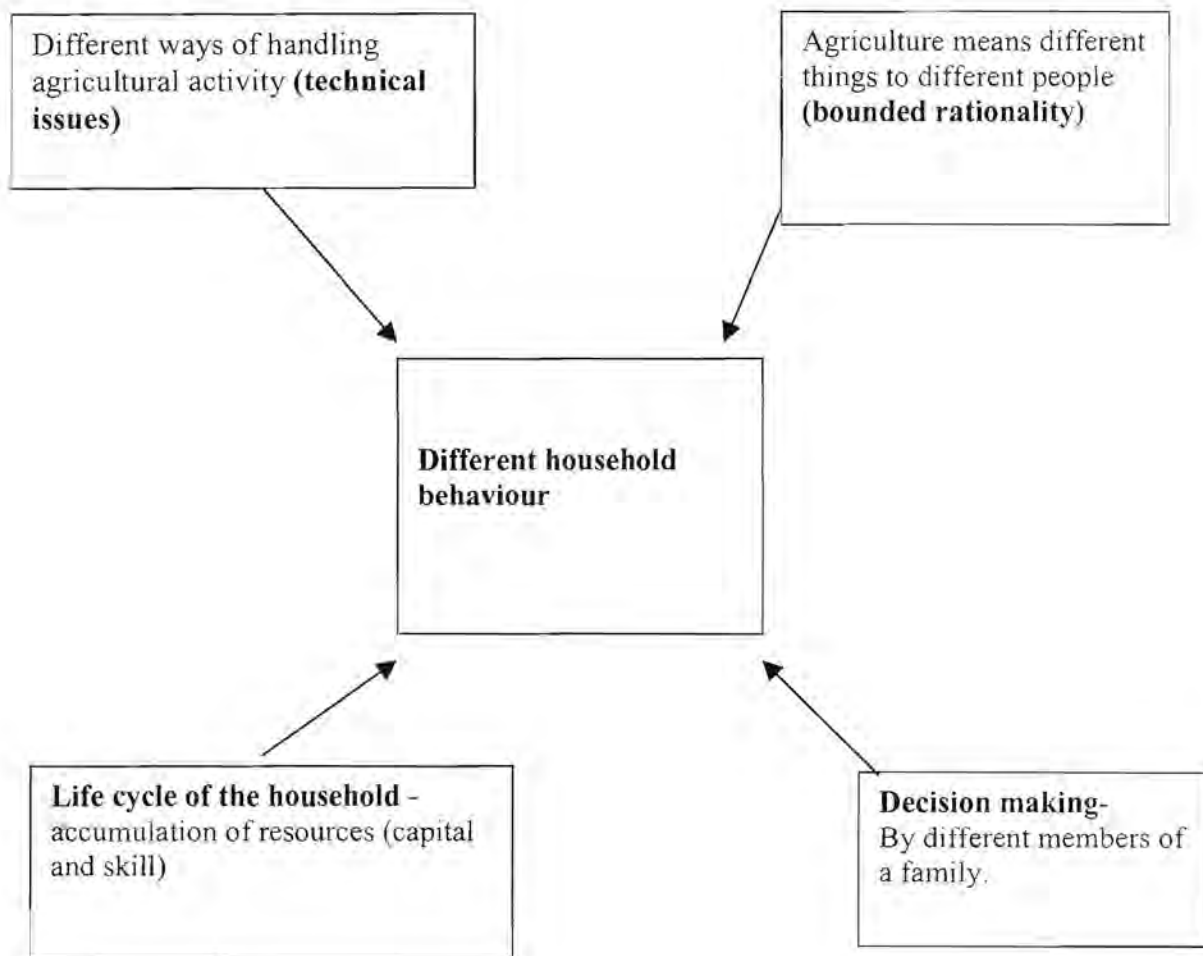 Different ways of handling
agricultural activity (technical
issues)
Agriculture means different
things to different people
(bounded rationality)
Different household
behaviour
Life cycle of the household -
accumulation of resources (capital
and skill)
Decision making-
By different members of
a family.